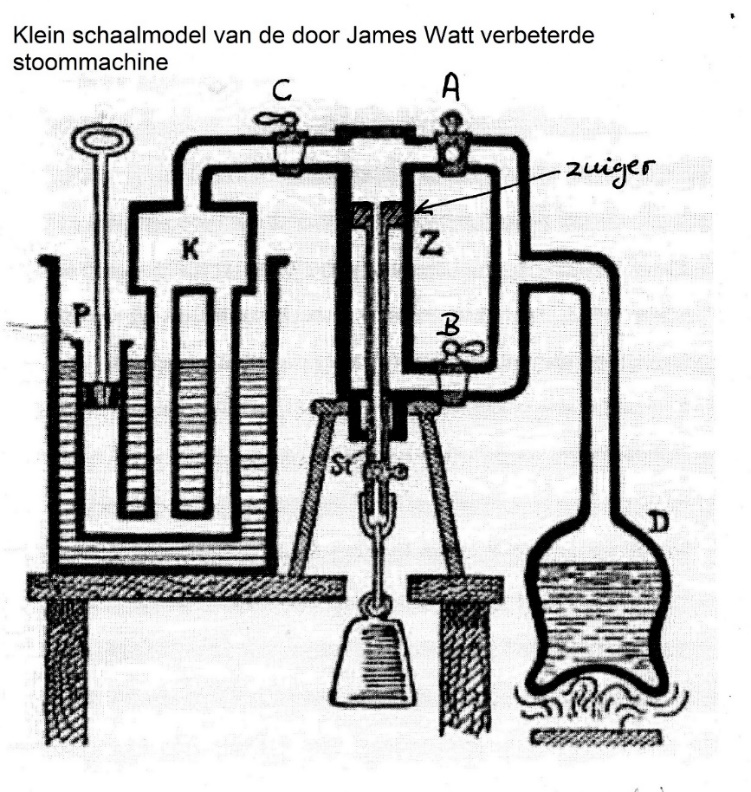 Klein schaalmodel van de door James Watt verbeterde
stoommachine
C
A
zuiger
K
Z
P
B
St
D